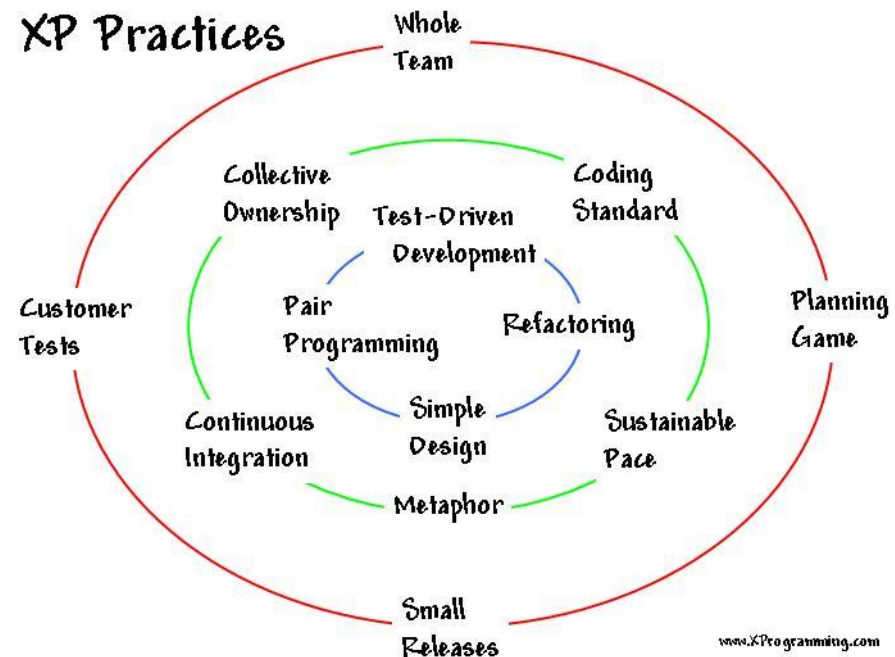 XP Practices
Whole
Team
Collective
Ownership
Coding
Standard
Test-Driven
Development
Customer
Tests
Pair
Programming
Refactoring
Planning
Game
Continuous
Integration
Simple
Design
Sustainable
Pace
Metaphor
Small
Releases
www.XProgramming.com